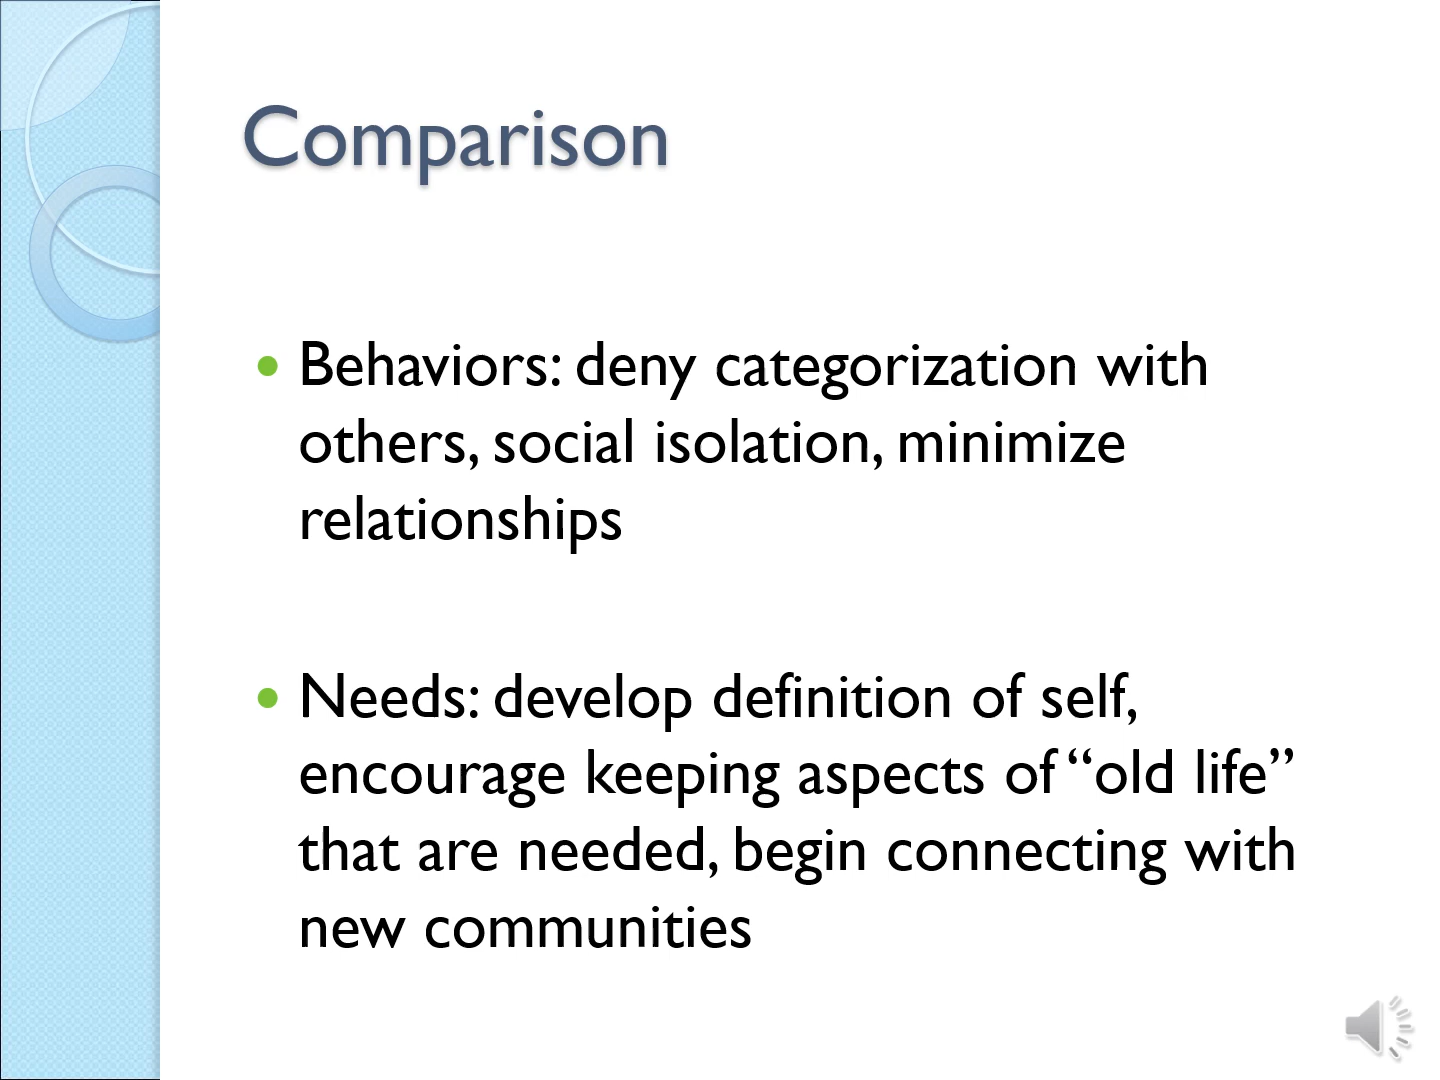 Comparison
• Behaviors: deny categorization with
others, social isolation, minimize
relationships
• Needs: develop definition of self,
encourage keeping aspects of “old life”
that are needed, begin connecting with
new communities